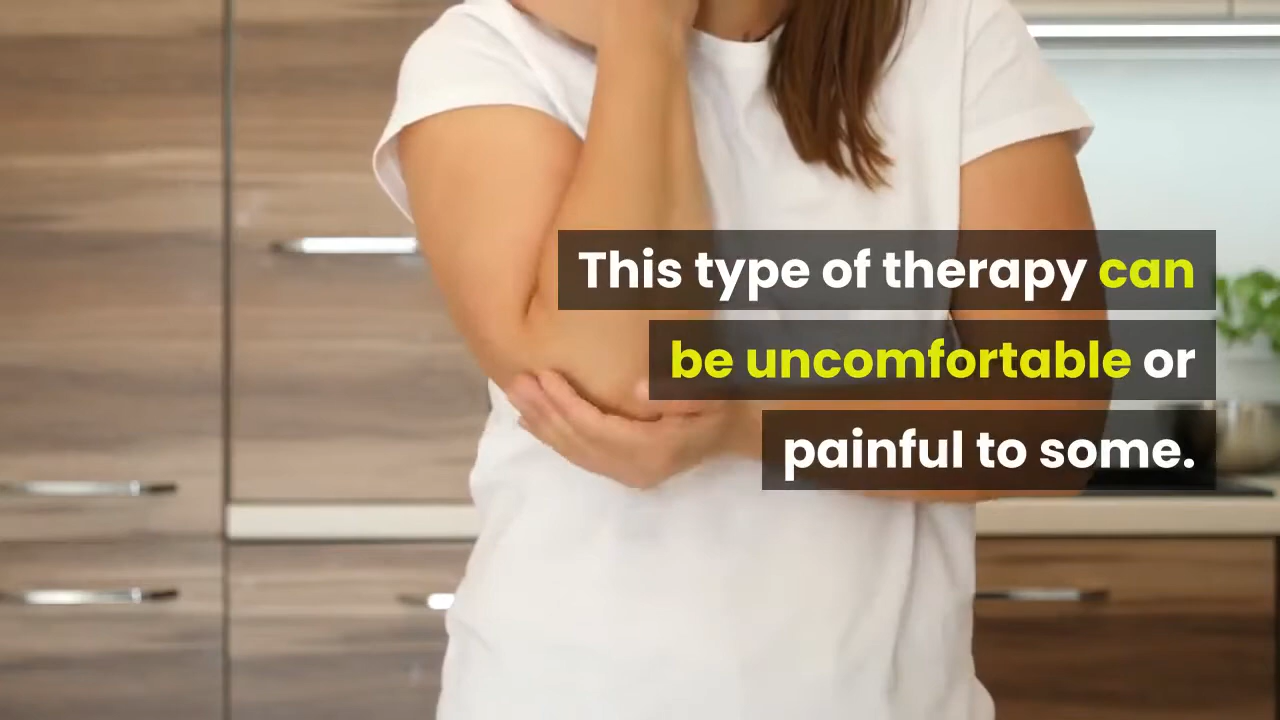 This type of therapy can
be uncomfortable or
painful to some.